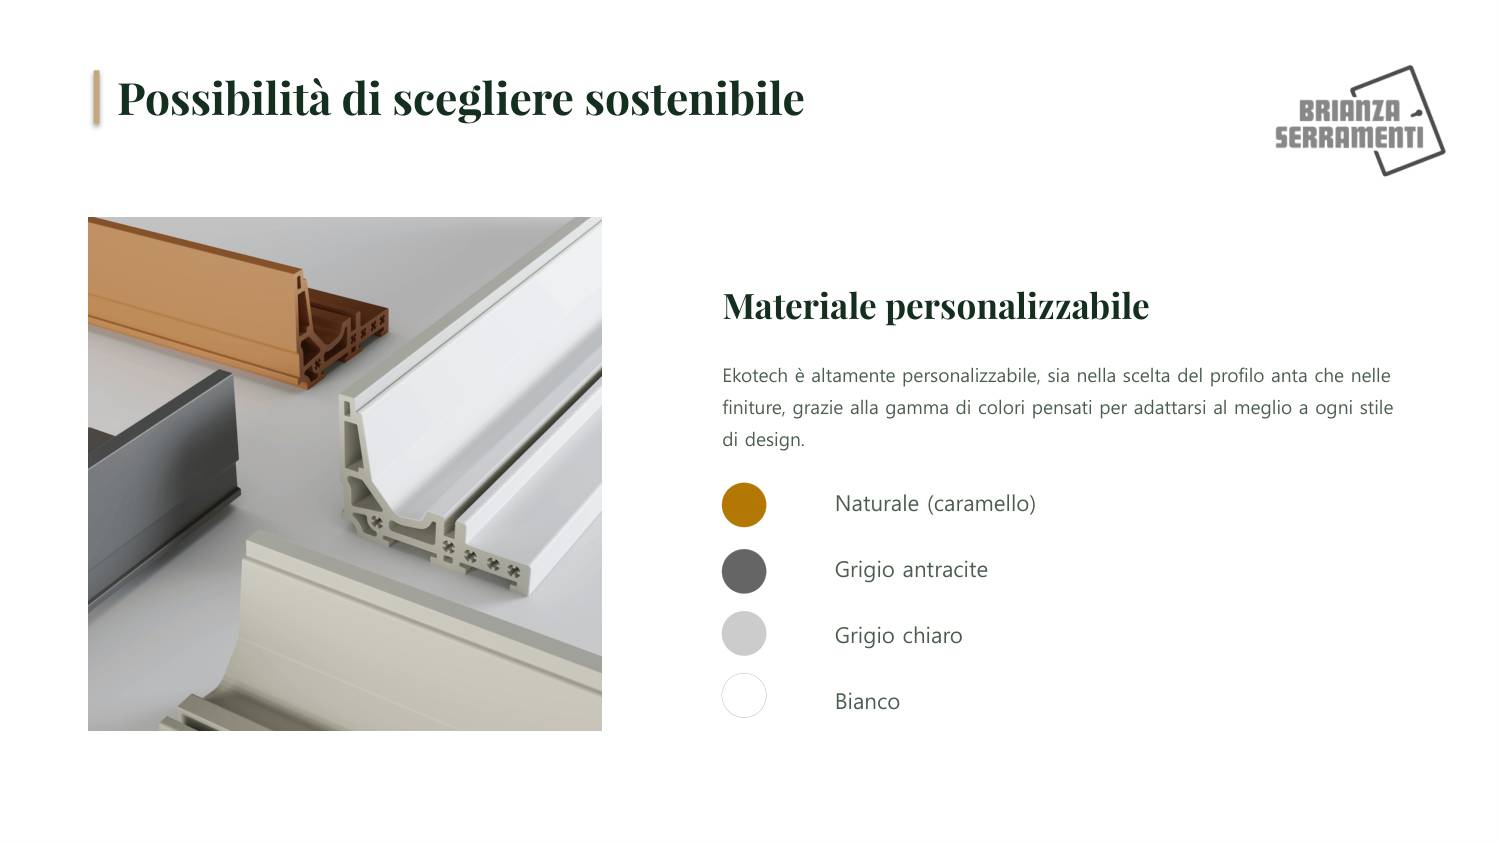 Possibilità di scegliere sostenibile
BRIANZA
SERRAMENTI
Materiale personalizzabile
Ekotech è altamente personalizzabile, sia nella scelta del profilo anta che nelle
finiture, grazie alla gamma di colori pensati per adattarsi al meglio a ogni stile
di design.
Naturale (caramello)
Grigio antracite
Grigio chiaro
Bianco